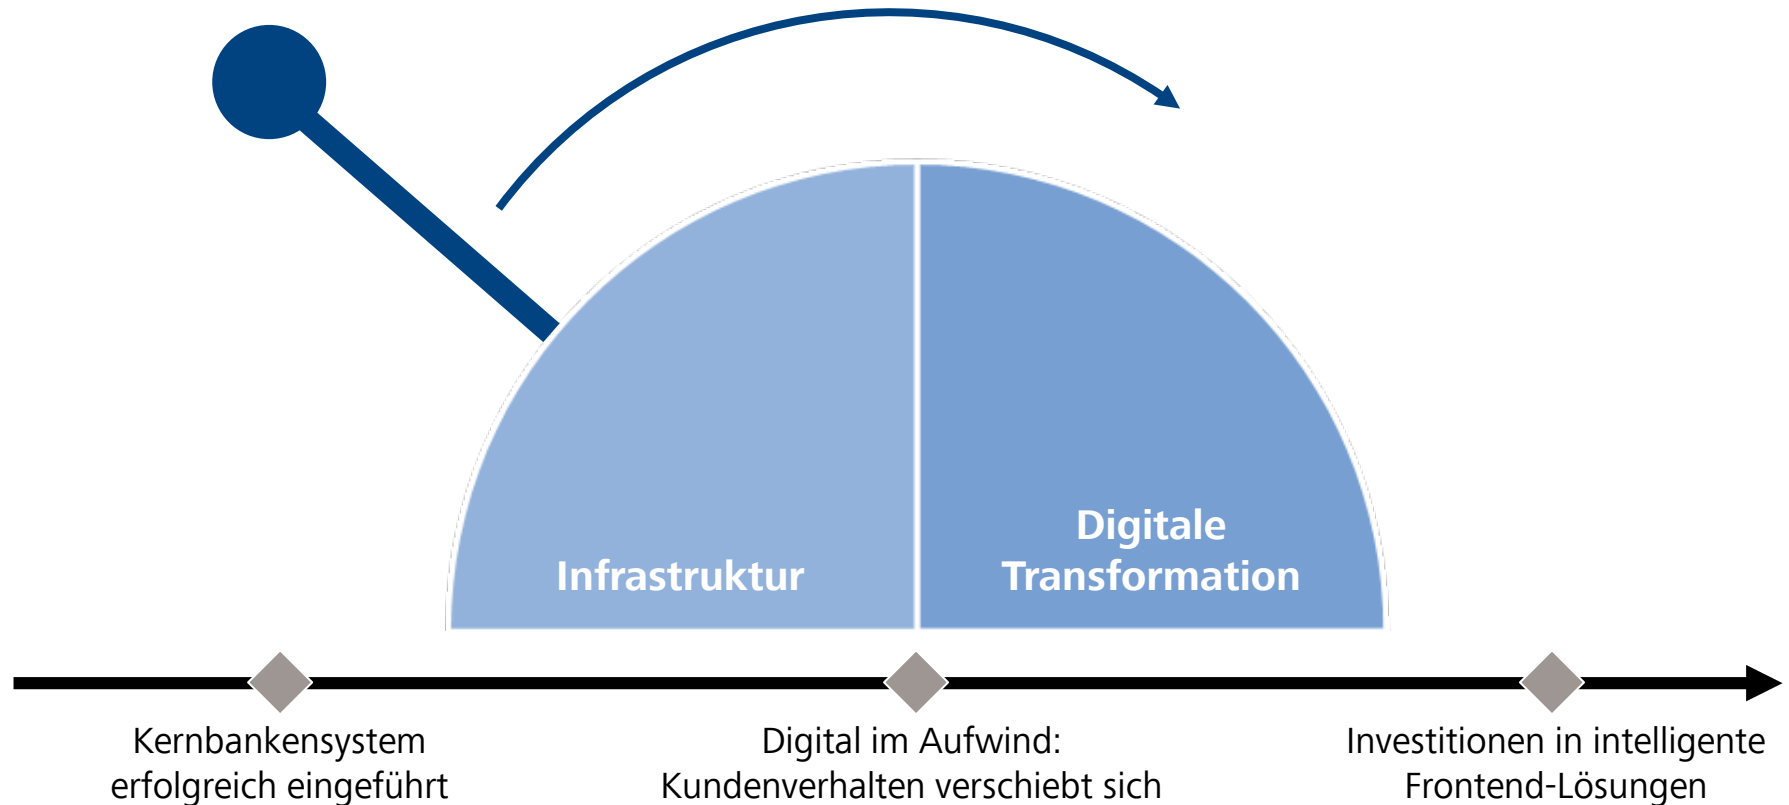 Infrastruktur
Digitale
Transformation
Kernbankensystem
erfolgreich eingeführt
Digital im Aufwind:
Kundenverhalten verschiebt sich
Investitionen in intelligente
Frontend-Lösungen